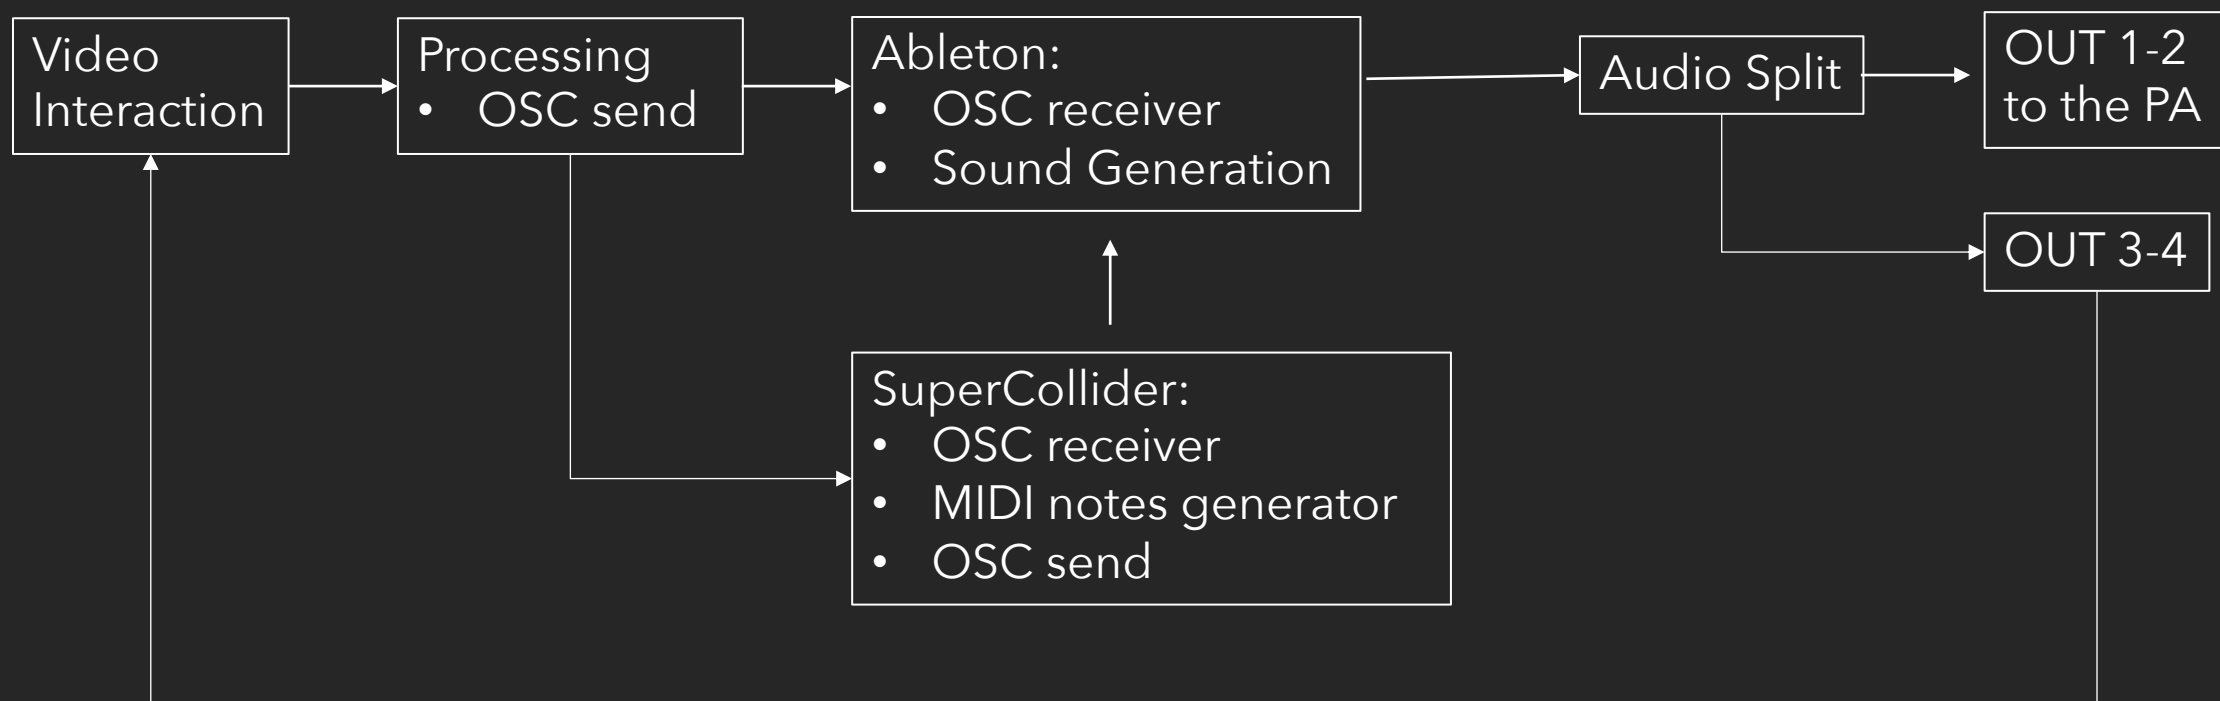 Video
Interaction
Processing
• OSC send
Ableton:
• OSC receiver
• Sound Generation
Audio Split
OUT 1-2
to the PA
OUT 3-4
SuperCollider:
• OSC receiver
• MIDI notes generator
• OSC send